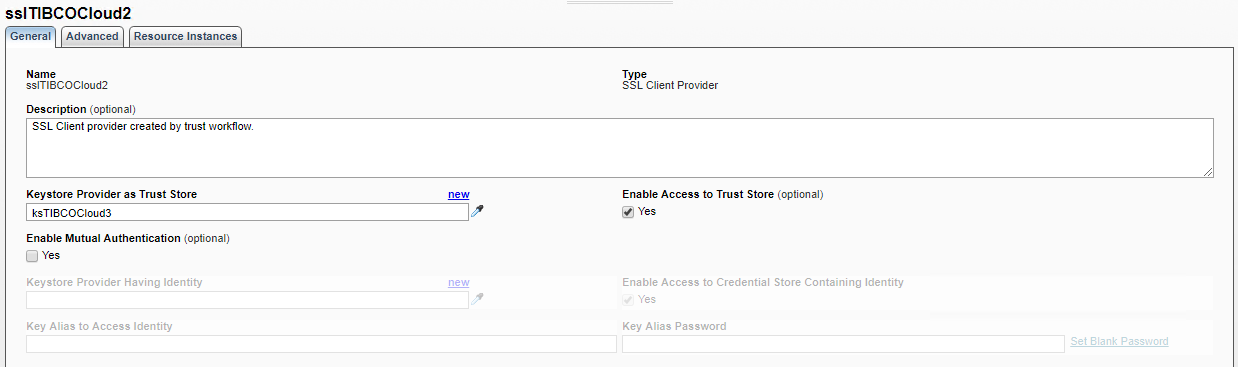 sslTIBCOCloud2
General Advanced Resource Instances
Name Type
sslTIBCOCloud2 SSL Client Provider
Description (optional)
SSL Client provider created by trust workflow.
Keystore Provider as Trust Store new Enable Access to Trust Store (optional)
ksTIBCOCloud3 Yes
Enable Mutual Authentication (optional)
Yes
Keystore Provider Having Identity new Enable Access to Credential Store Containing Identity
Yes
Key Alias to Access Identity Key Alias Password
Set Blank Password